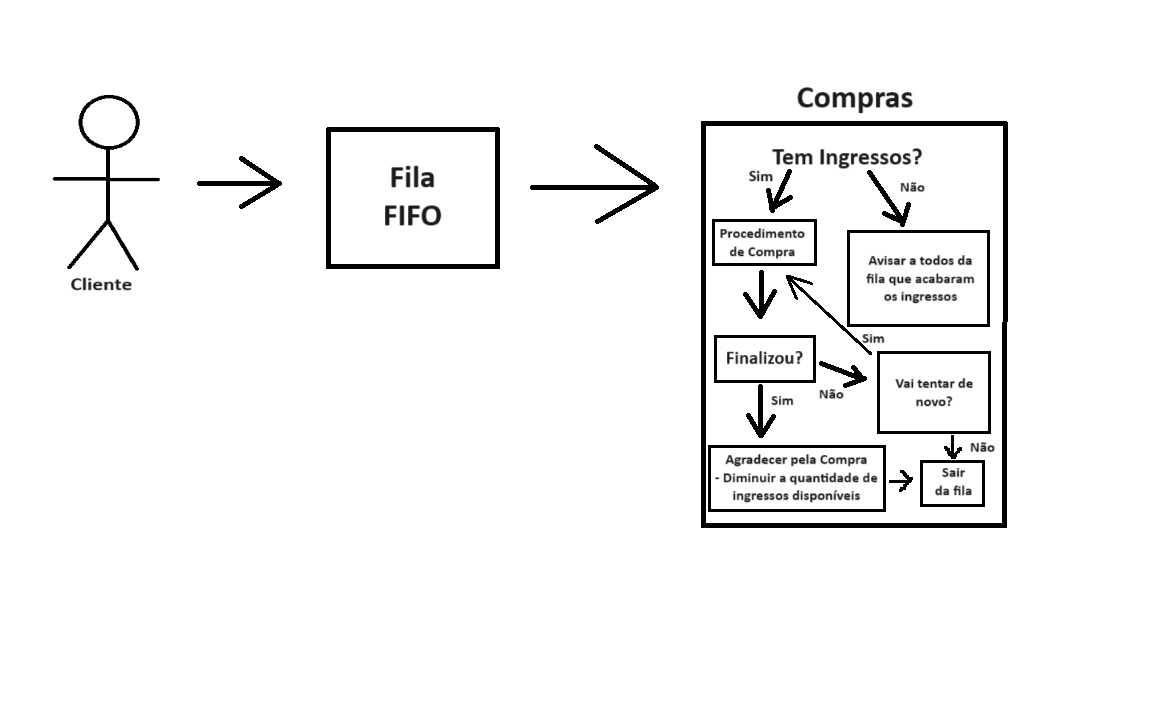 Cliente
Fila
FIFO
Compras
Tem Ingressos?
Sim
Não
Procedimento
de Compra
Avisar a todos da
fila que acabaram
os ingressos
Sim
Finalizou?
Não
Vai tentar de
novo?
Sim
Não
Agradecer pela Compra
- Diminuir a quantidade de
ingressos disponíveis
Sair
da fila